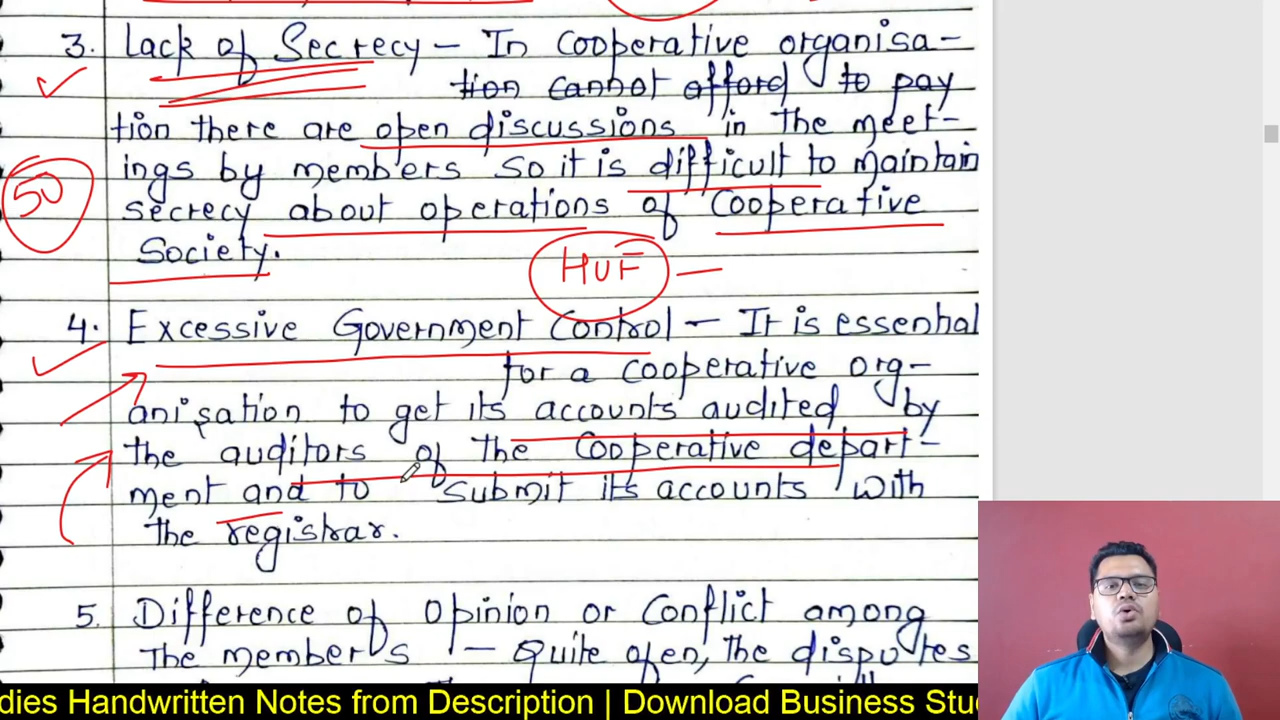 3. Lack of Secrecy - In Cooperative organisa-
tion cannot afford to pay
tion there are open discussions in the meet-
ings by members so it is difficult to maintain
secrecy about operations of Cooperative
Society.
50
HUF -
4. Excessive Government Control - It is essential
for a cooperative org-
anisation to get its accounts audited by
the auditors of the Cooperative depart-
ment and to submit its accounts with
the registrar.
5. Difference of Opinion or Conflict among
The members - Quite ofen, the disputes
dies Handwritten Notes from Description | Download Business Stu